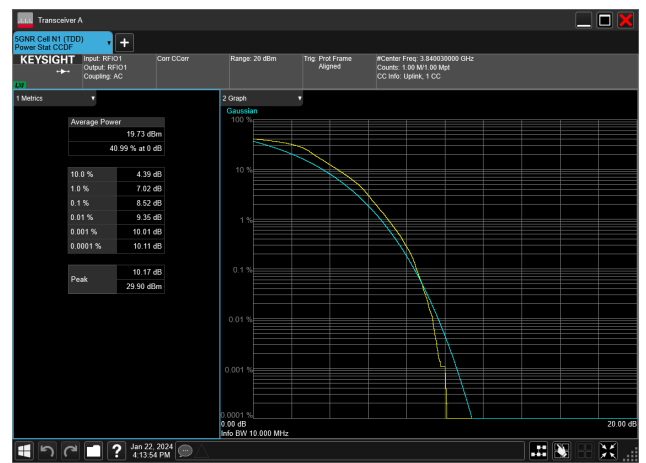 Transceiver A
5GNR Cell N1 (TDD)
Power Stat CCDF
KEYSIGHT
Input: RFIO1
Output: RFIO1
Coupling: AC
Corr CCorr
Range: 20 dBm
Trig: Prot Frame
Aligned
#Center Freq: 3.840030000 GHz
Counts: 1.00 M/1.00 Mpt
CC Info: Uplink, 1 CC
1 Metrics
Average Power
19.73 dBm
40.99 % at 0 dB
10.0 % 4.39 dB
1.0 % 7.02 dB
0.1 % 8.52 dB
0.01 % 9.35 dB
0.001 % 10.01 dB
0.0001 % 10.11 dB
Peak
10.17 dB
29.90 dBm
2 Graph
Gaussian
100 %
10 %
1 %
0.1 %
0.01 %
0.001 %
0.0001 %
0.00 dB
20.00 dB
Info BW 10.000 MHz
Jan 22, 2024
4:13:54 PM